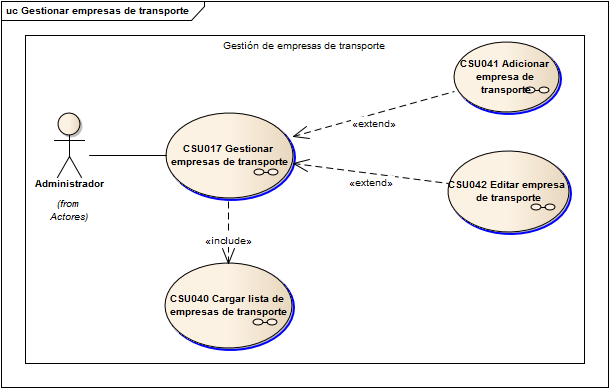 uc Gestionar empresas de transporte
Gestión de empresas de transporte
CSU041 Adicionar
empresa de
transporte
«extend»
CSU017 Gestionar
empresas de transporte
Administrador
(from
Actores)
«extend»
CSU042 Editar empresa
de transporte
«include»
CSU040 Cargar lista de
empresas de transporte